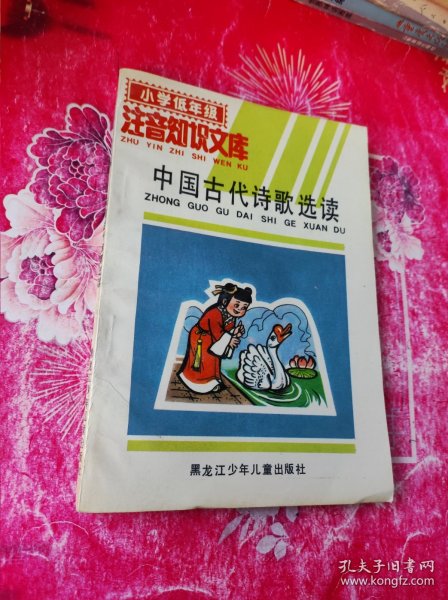 小学低年级
注音知识文库
ZHU YIN ZHI SHI WEN KU
中国古代诗歌选读
ZHONG GUO GU DAI SHI GE XUAN DU
黑龙江少年儿童出版社
孔夫子旧书网
www.kongfz.com